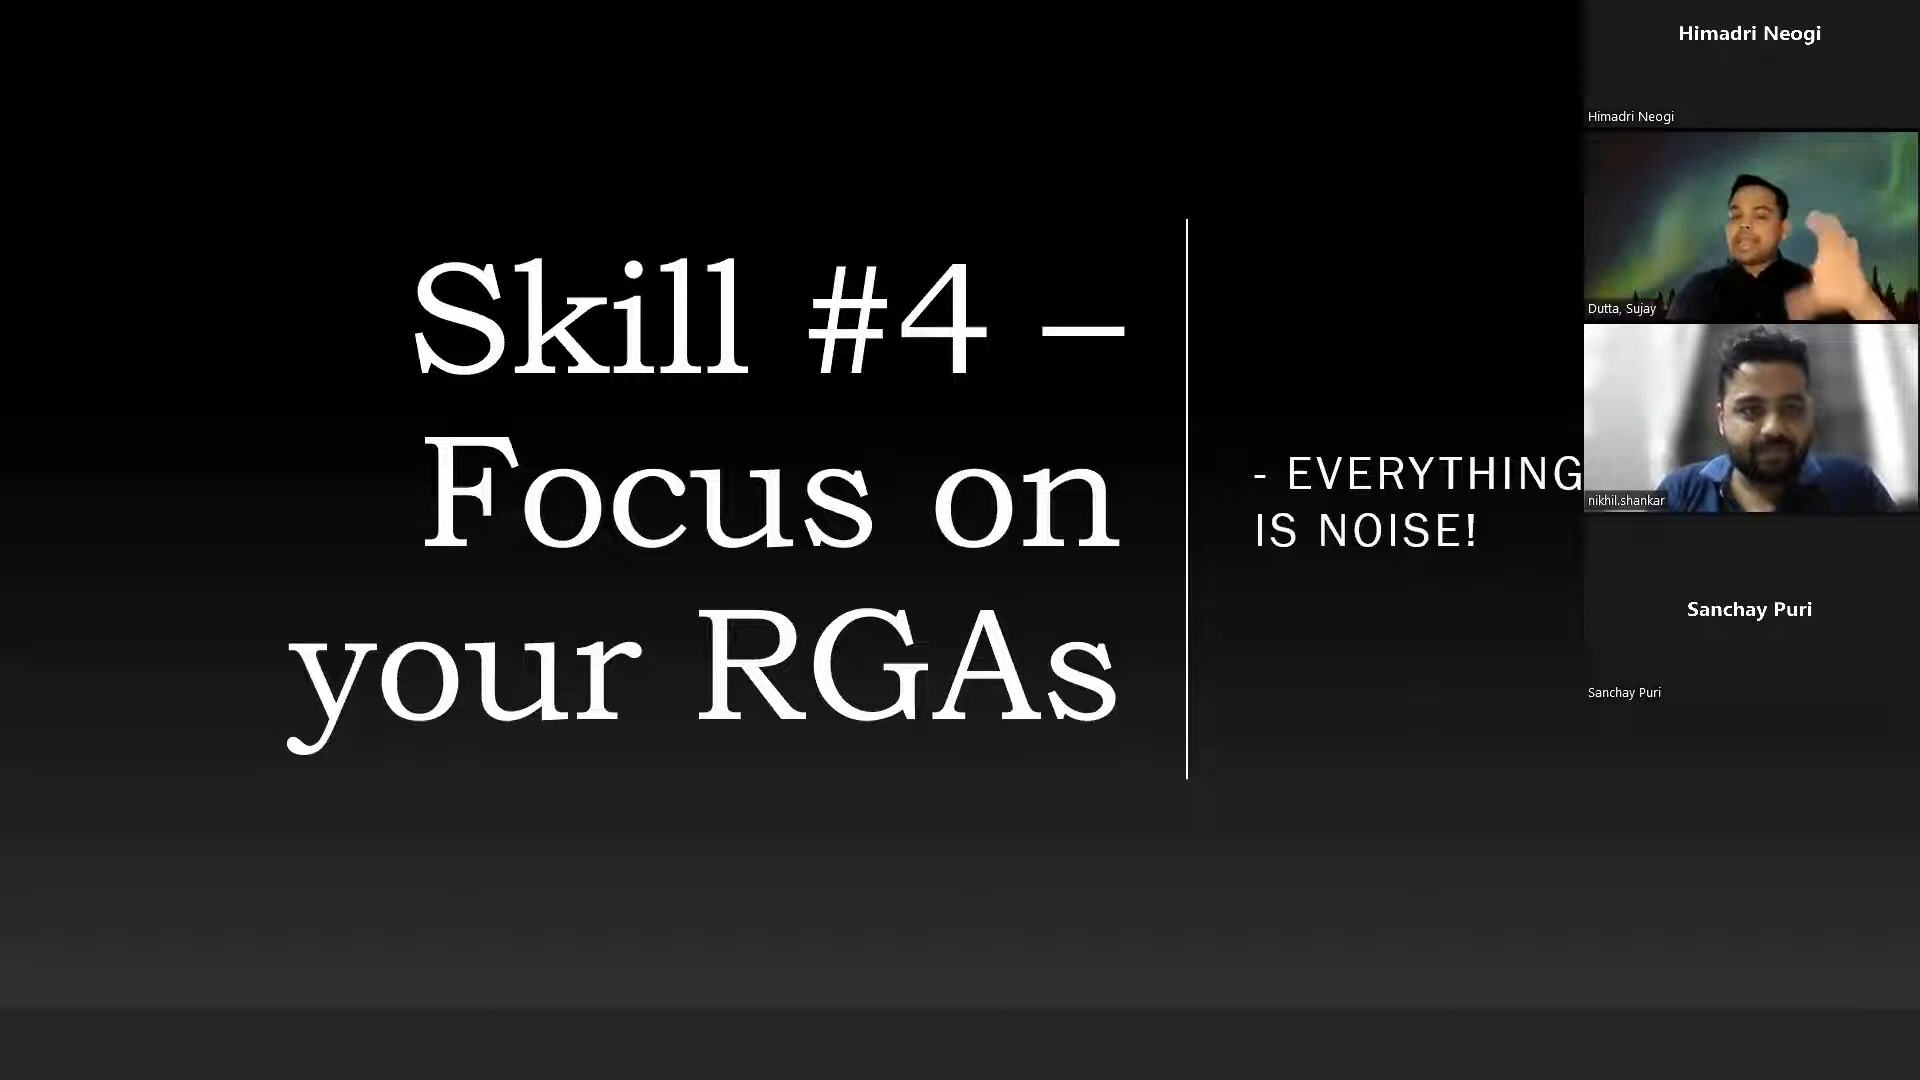 Skill #4 –
Focus on
your RGAs
- EVERYTHING
IS NOISE!
Himadri Neogi
Himadri Neogi
Dutta, Sujay
nikhil.shankar
Sanchay Puri
Sanchay Puri